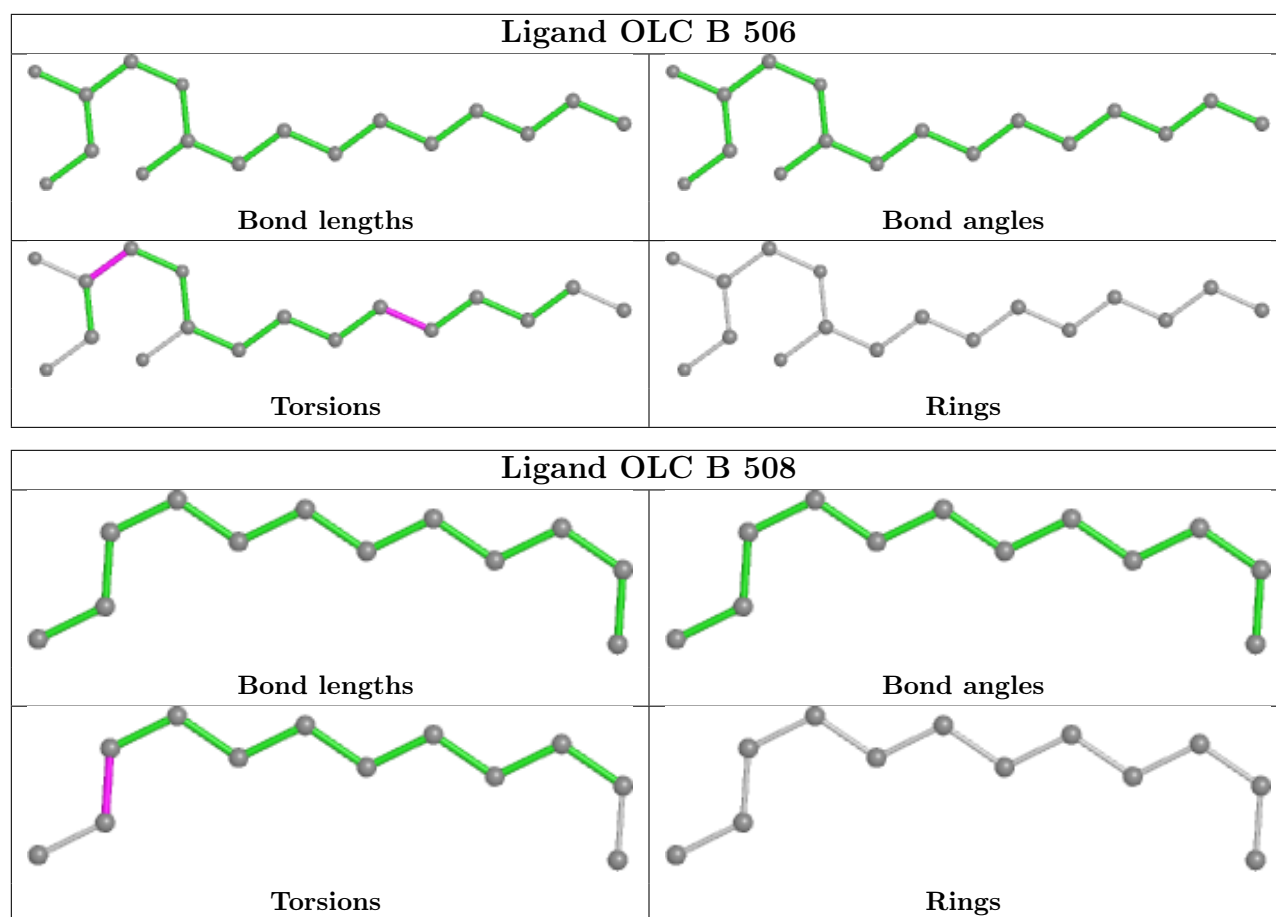 Ligand OLC B 506
Bond lengths
Bond angles
Torsions
Rings
Ligand OLC B 508
Bond lengths
Bond angles
Torsions
Rings